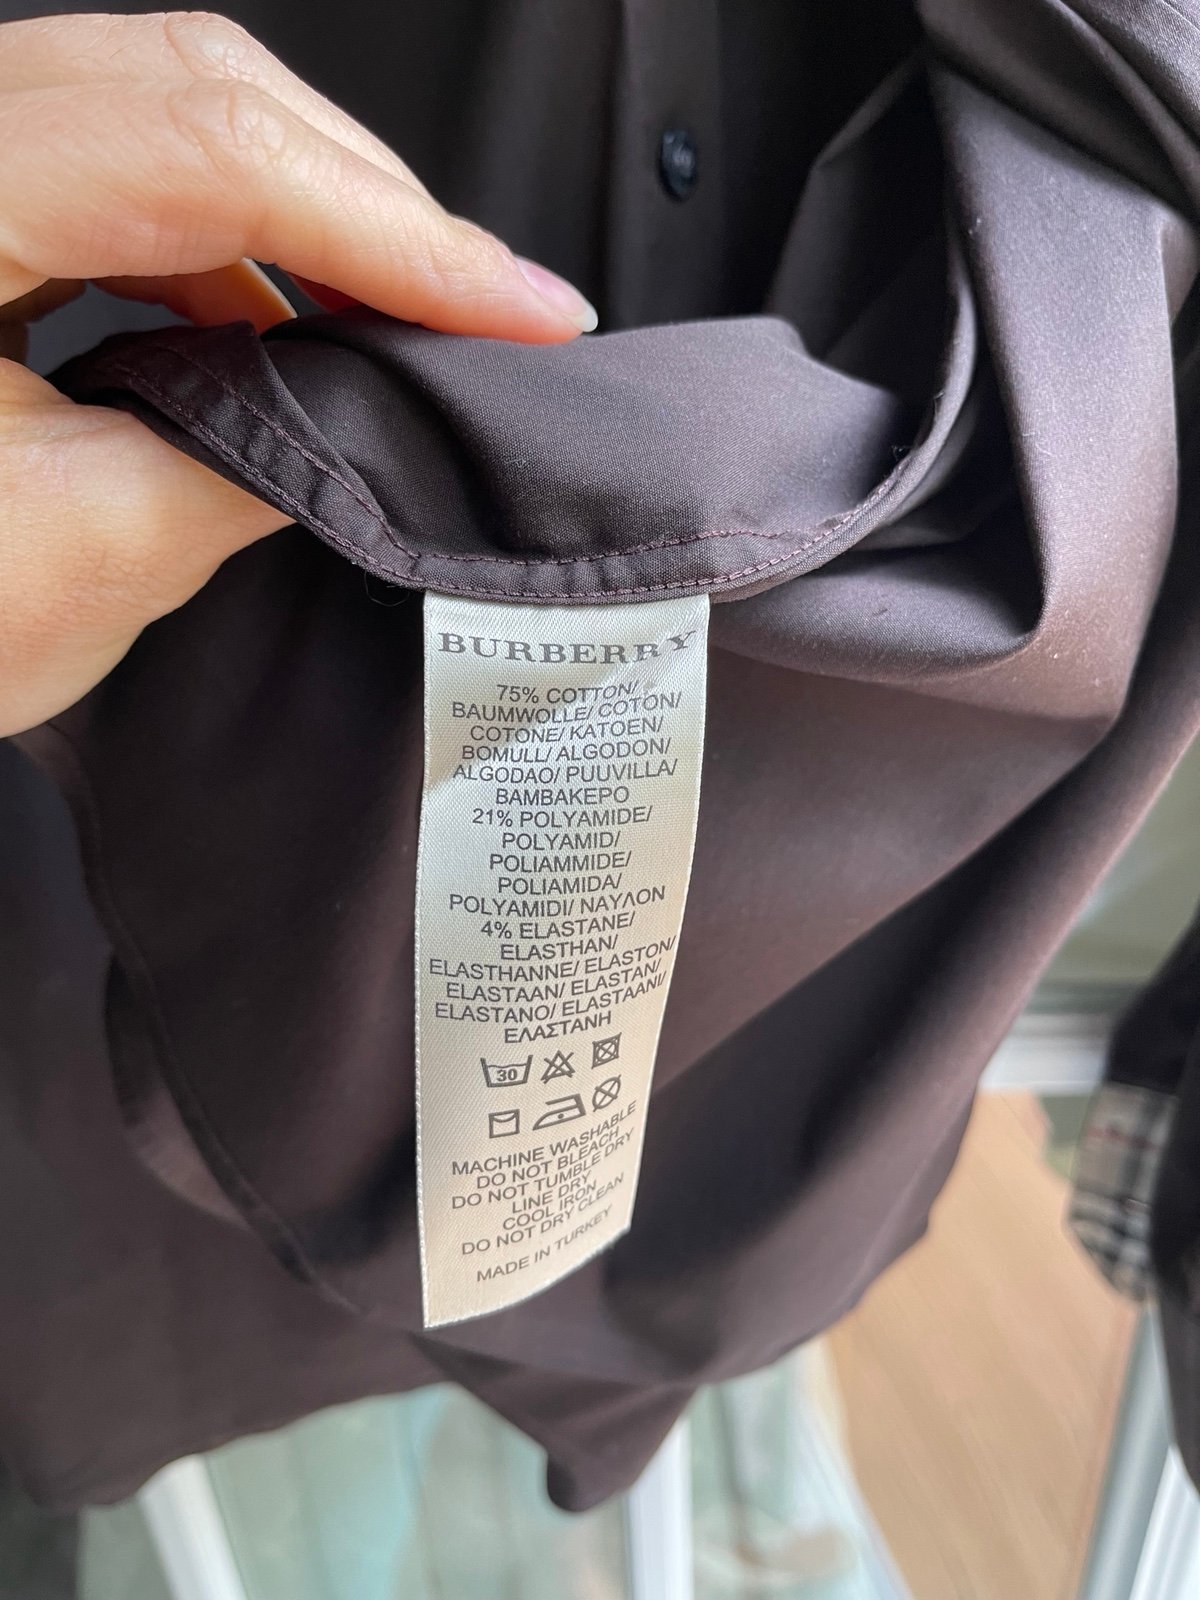 BURBERRY
75% COTTON/
BAUMWOLLE/ COTON/
COTONE/ KATOEN/
BOMULL/ ALGODON/
ALGODAO/ PUUVILLA/
ΒΑΜΒΑΚΕΡΟ
21% POLYAMIDE/
POLYAMID/
POLIAMMIDE/
POLIAMIDA/
POLYAMIDI/ ΝΑΥΛΟΝ
4% ELASTANE/
ELASTHAN/
ELASTHANNE/ ELASTON/
ELASTAAN/ ELASTAN/
ELASTANO/ ELASTAANI/
ΕΛΑΣΤΑΝΗ
30
MACHINE WASHABLE
DO NOT BLEACH
DO NOT TUMBLE DRY
LINE DRY
COOL IRON
DO NOT DRY CLEAN
MADE IN TURKEY